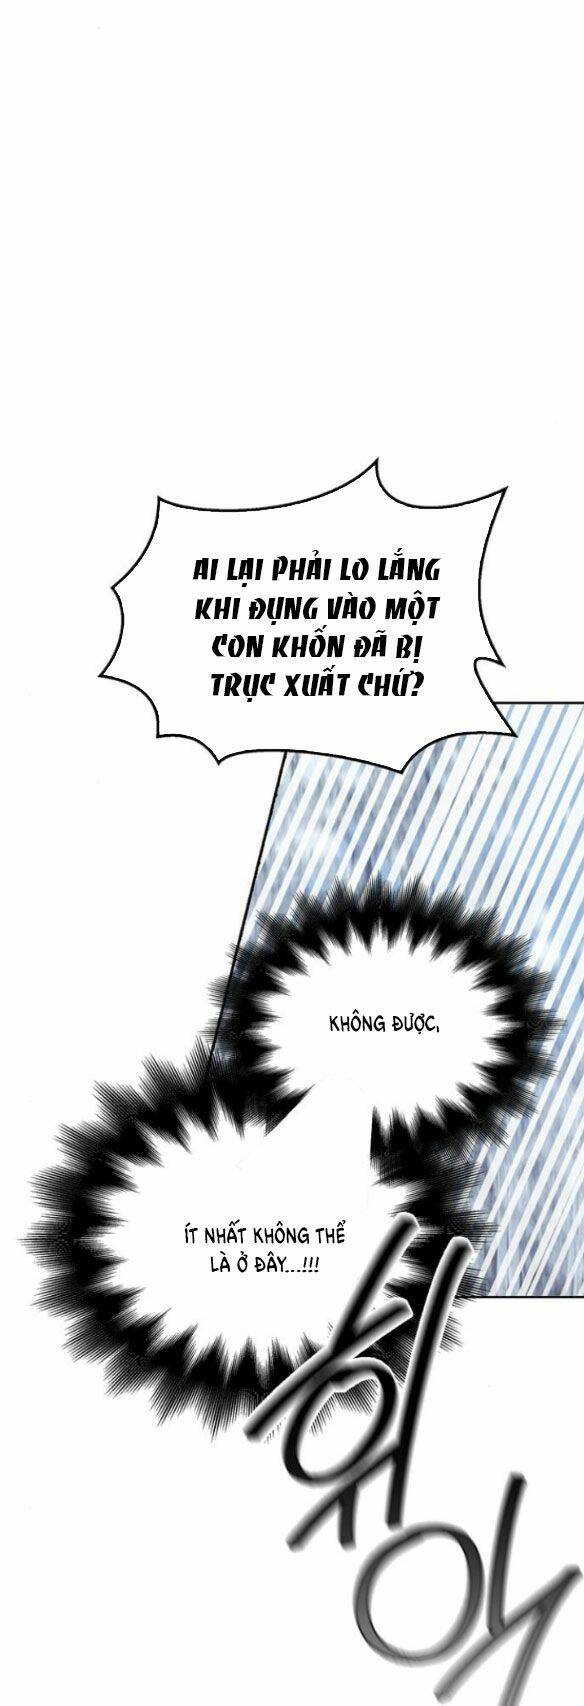 AI LẠI PHẢI LO LẮNG
KHI ĐỤNG VÀO MỘT
CON KHỐN ĐÃ BỊ
TRỤC XUẤT CHỨ?
KHÔNG ĐƯỢC,
ÍT NHẤT KHÔNG THỂ
LÀ Ở ĐÂY...!!!